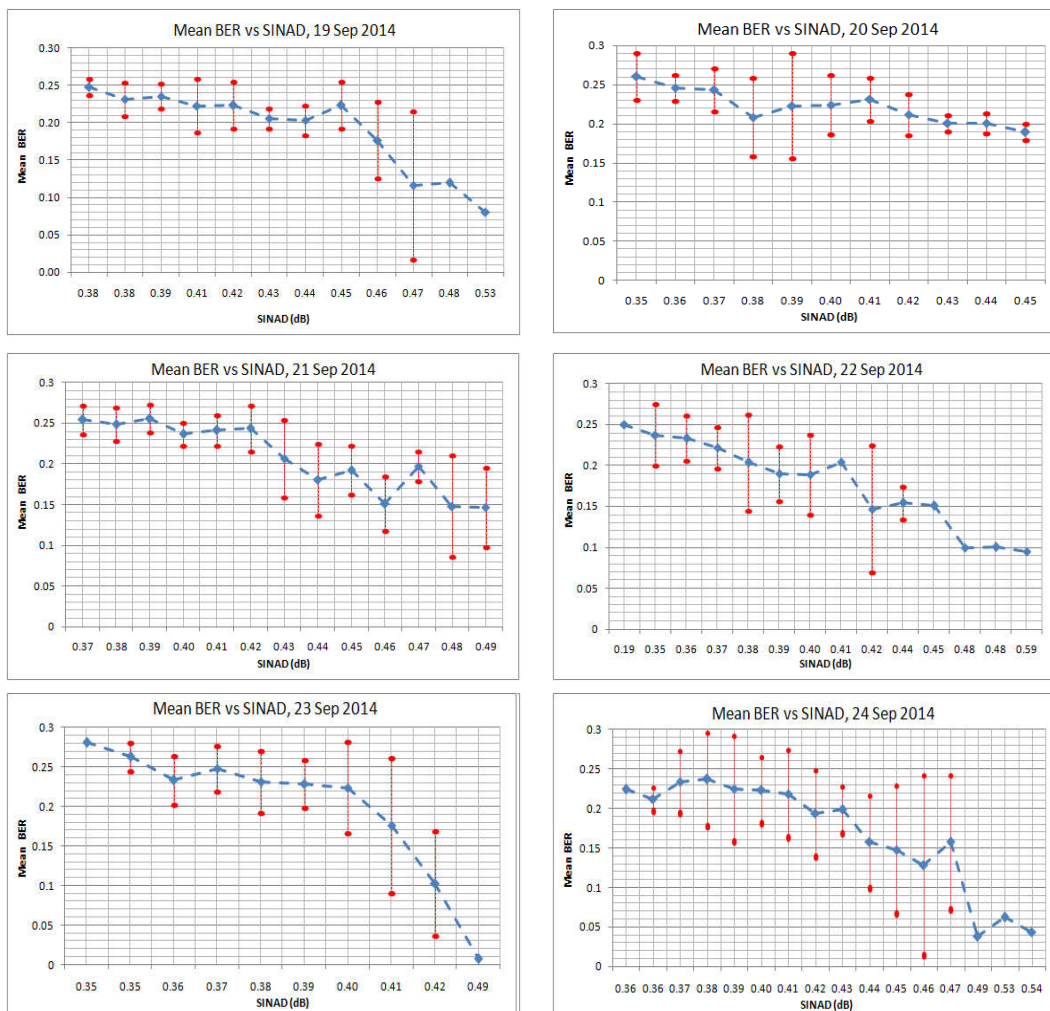 Mean BER vs SINAD, 19 Sep 2014
0.30
0.25
0.20
0.15
0.10
0.05
0.00
Mean BER
0.38 0.38 0.39 0.41 0.42 0.43 0.44 0.45 0.46 0.47 0.48 0.53
SINAD (dB)
Mean BER vs SINAD, 20 Sep 2014
0.3
0.25
0.2
0.15
0.1
0.05
0
Mean BER
0.35 0.36 0.37 0.38 0.39 0.40 0.41 0.42 0.43 0.44 0.45
SINAD (dB)
Mean BER vs SINAD, 21 Sep 2014
0.3
0.25
0.2
0.15
0.1
0.05
0
Mean BER
0.37 0.38 0.39 0.40 0.41 0.42 0.43 0.44 0.45 0.46 0.47 0.48 0.49
SINAD (dB)
Mean BER vs SINAD, 22 Sep 2014
0.3
0.25
0.2
0.15
0.1
0.05
0
Mean BER
0.19 0.35 0.36 0.37 0.38 0.39 0.40 0.41 0.42 0.44 0.45 0.48 0.48 0.59
SINAD (dB)
Mean BER vs SINAD, 23 Sep 2014
0.3
0.25
0.2
0.15
0.1
0.05
0
Mean BER
0.35 0.35 0.36 0.37 0.38 0.39 0.40 0.41 0.42 0.49
SINAD (dB)
Mean BER vs SINAD, 24 Sep 2014
0.3
0.25
0.2
0.15
0.1
0.05
0
Mean BER
0.36 0.36 0.37 0.38 0.39 0.40 0.41 0.42 0.43 0.44 0.45 0.46 0.47 0.49 0.53 0.54
SINAD (dB)